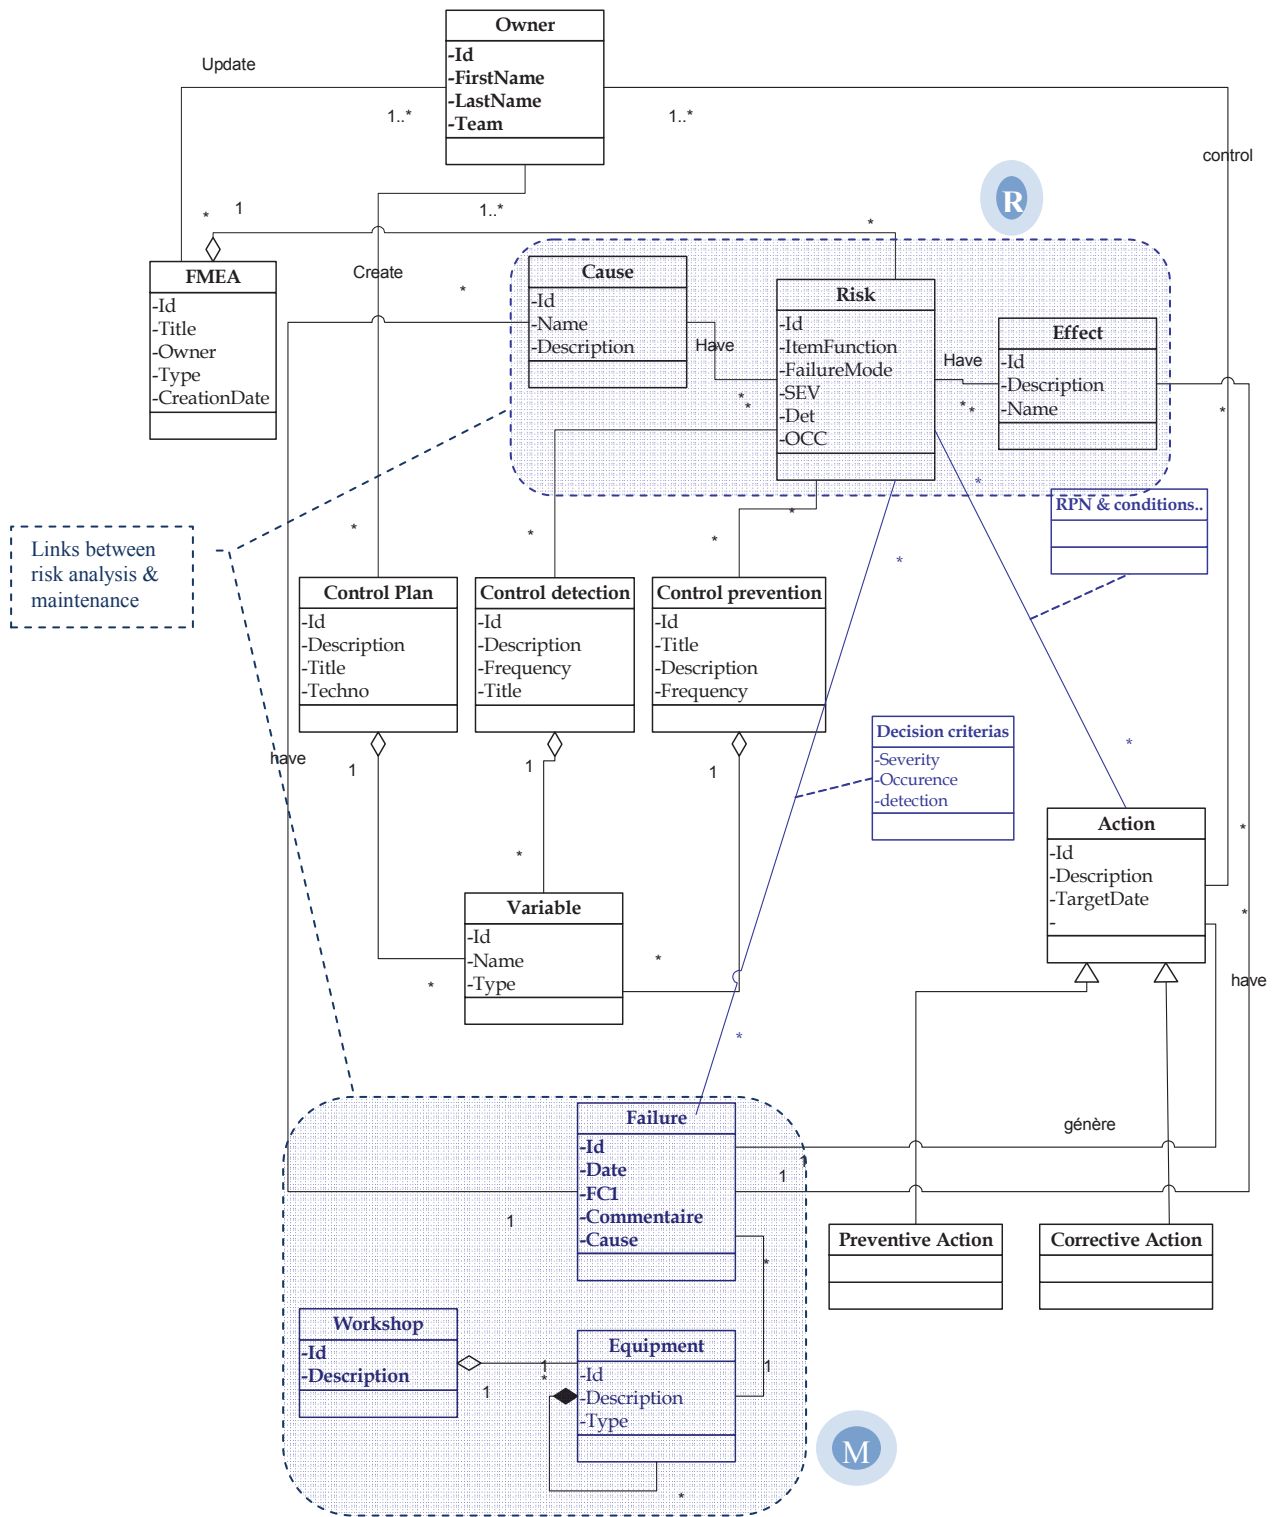 Owner
-Id
-FirstName
-LastName
-Team
Update
1..*
1..*
control
R
*
1
1..*
*
Create
*
FMEA
-Id
-Title
-Owner
-Type
-CreationDate
Cause
-Id
-Name
-Description
Have
Risk
-Id
-ItemFunction
-FailureMode
-SEV
-Det
-OCC
Have
Effect
-Id
-Description
-Name
*
*
*
*
*
*
RPN & conditions..
Links between
risk analysis &
maintenance
*
*
*
*
*
Control Plan
-Id
-Description
-Title
-Techno
Control detection
-Id
-Description
-Frequency
-Title
Control prevention
-Id
-Title
-Description
-Frequency
Decision criterias
-Severity
-Occurence
-detection
*
have
1
1
1
Action
-Id
-Description
-TargetDate
-
*
*
*
Variable
-Id
-Name
-Type
*
*
have
*
génère
Failure
-Id
-Date
-FC1
-Commentaire
-Cause
1
1
1
*
Preventive Action
Corrective Action
Workshop
-Id
-Description
1
1
*
Equipment
-Id
-Description
-Type
1
*
M